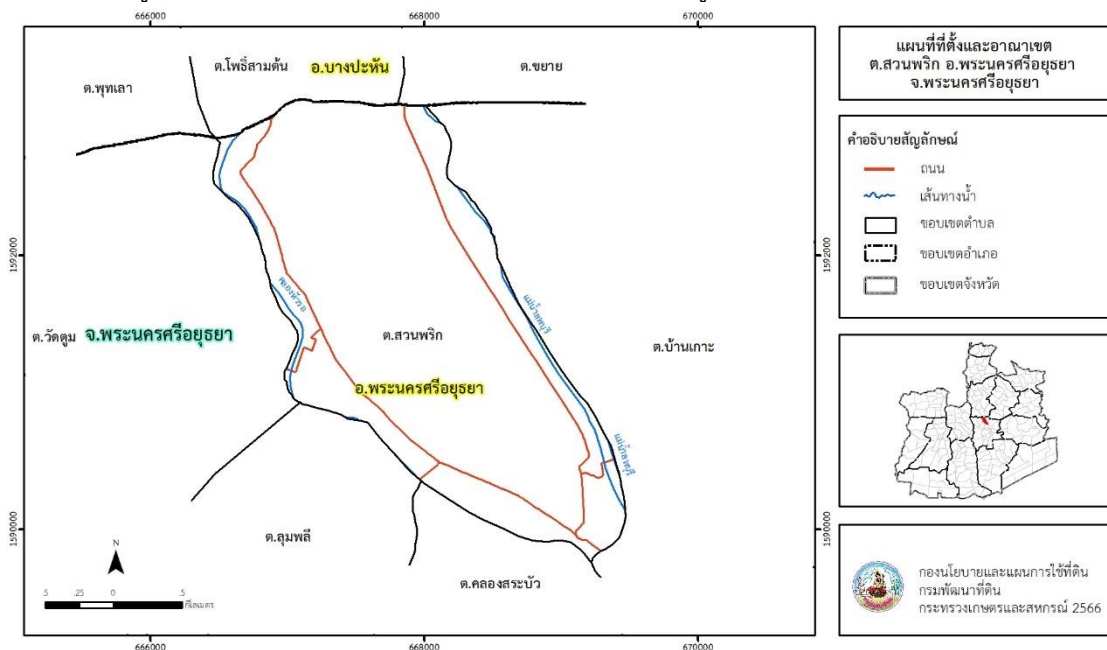 666000
668000
670000
แผนที่ที่ตั้งและอาณาเขต
ต.สวนพริก อ.พระนครศรีอยุธยา
จ.พระนครศรีอยุธยา
ต.โพธิ์สามต้น
อ.บางปะหัน
ต.ขยาย
ต.พุทเลา
คำอธิบายสัญลักษณ์
ถนน
เส้นทางน้ำ
ขอบเขตตำบล
ขอบเขตอำเภอ
ขอบเขตจังหวัด
1592000
1592000
คลองหัวรอ
แม่น้ำลพบุรี
ต.วัดตูม
จ.พระนครศรีอยุธยา
ต.สวนพริก
ต.บ้านเกาะ
อ.พระนครศรีอยุธยา
แม่น้ำลพบุรี
1590000
1590000
ต.ลุมพลี
ต.คลองสระบัว
N
.5 .25 0 .5
กิโลเมตร
กองนโยบายและแผนการใช้ที่ดิน
กรมพัฒนาที่ดิน
กระทรวงเกษตรและสหกรณ์ 2566
666000
668000
670000